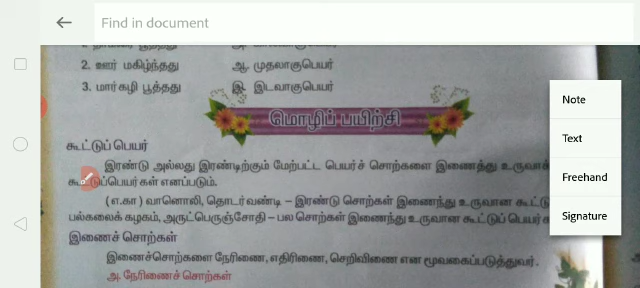 Find in document
2. ஊர் மகிழ்ந்தது ஆ. முதலாகுபெயர்
3. மார்கழி பூத்தது இ. இடவாகுபெயர்
மொழிப் பயிற்சி
கூட்டுப் பெயர்
இரண்டு அல்லது இரண்டிற்கும் மேற்பட்ட பெயர்ச் சொற்களை இணைத்து
கூட்டுப்பெயர்கள் எனப்படும்.
(எ.கா) வானொலி, தொடர்வண்டி – இரண்டு சொற்கள் இணைந்து உருவான
பல்கலைக் கழகம், அருட்பெருஞ்சோதி – பல சொற்கள் இணைந்து உருவான கூட்டுப் பெயர்
இணைச் சொற்கள்
இணைச்சொற்களை நேரிணை, எதிரிணை, செறிவிணை என மூவகைப்படுத்துவர்.
அ. நேரிணைச் சொற்கள்
Note
Text
Freehand
Signature